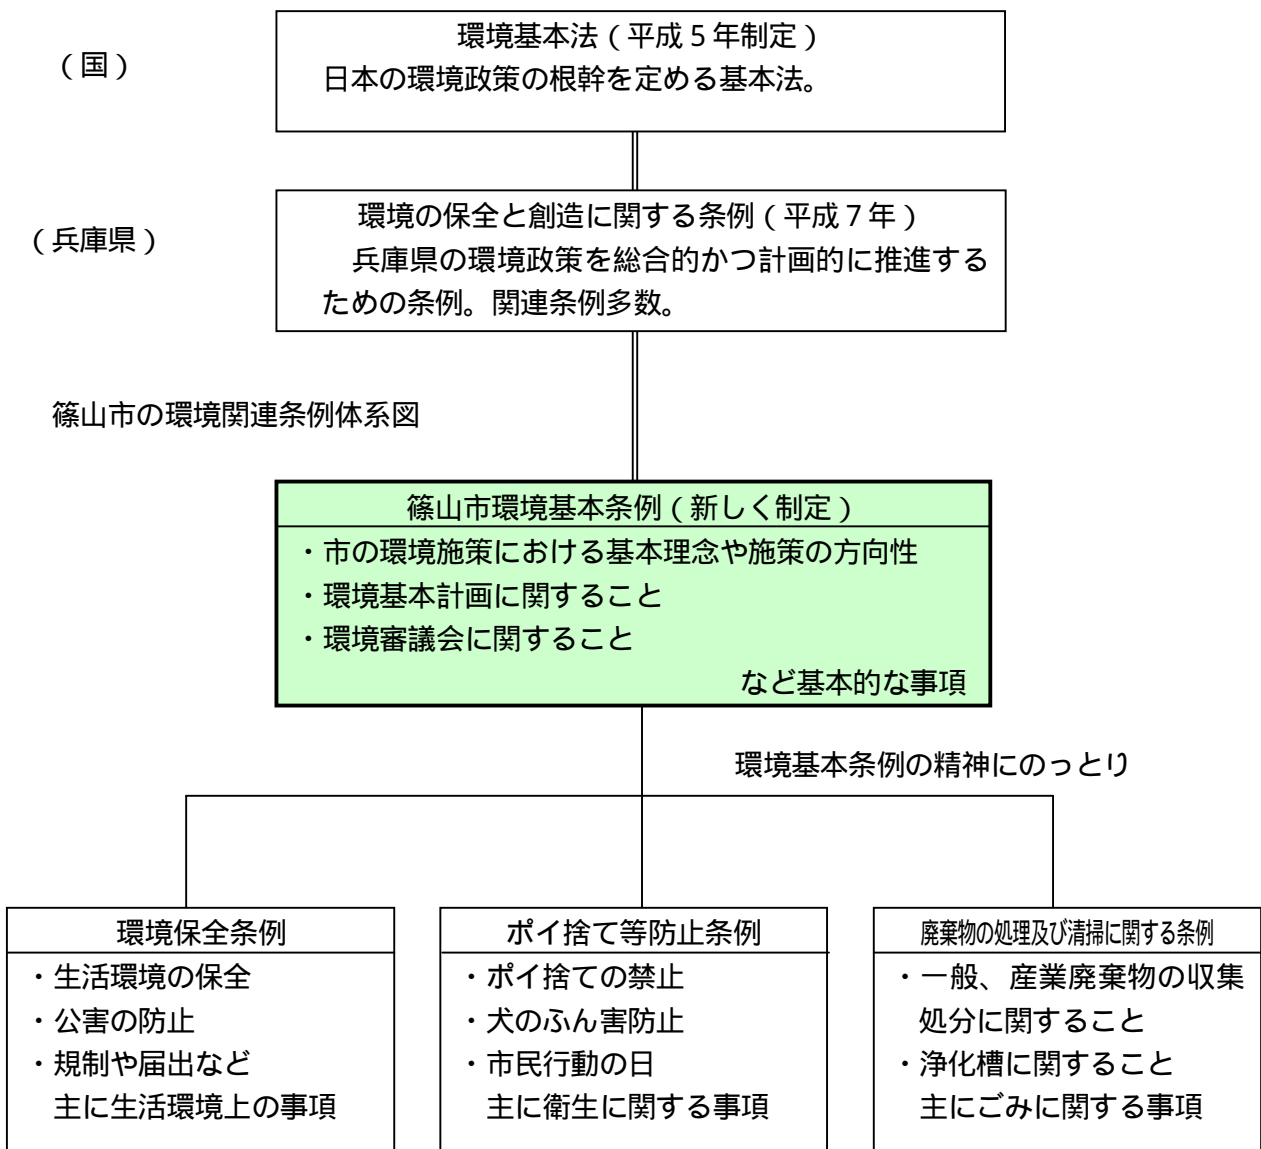 （国）
環境基本法（平成５年制定）
日本の環境政策の根幹を定める基本法。
（兵庫県）
環境の保全と創造に関する条例（平成７年）
兵庫県の環境政策を総合的かつ計画的に推進する
ための条例。関連条例多数。
篠山市の環境関連条例体系図
篠山市環境基本条例（新しく制定）
・市の環境施策における基本理念や施策の方向性
・環境基本計画に関すること
・環境審議会に関すること
など基本的な事項
環境基本条例の精神にのっとり
環境保全条例
・生活環境の保全
・公害の防止
・規制や届出など
主に生活環境上の事項
ポイ捨て等防止条例
・ポイ捨ての禁止
・犬のふん害防止
・市民行動の日
主に衛生に関する事項
廃棄物の処理及び清掃に関する条例
・一般、産業廃棄物の収集
処分に関すること
・浄化槽に関すること
主にごみに関する事項